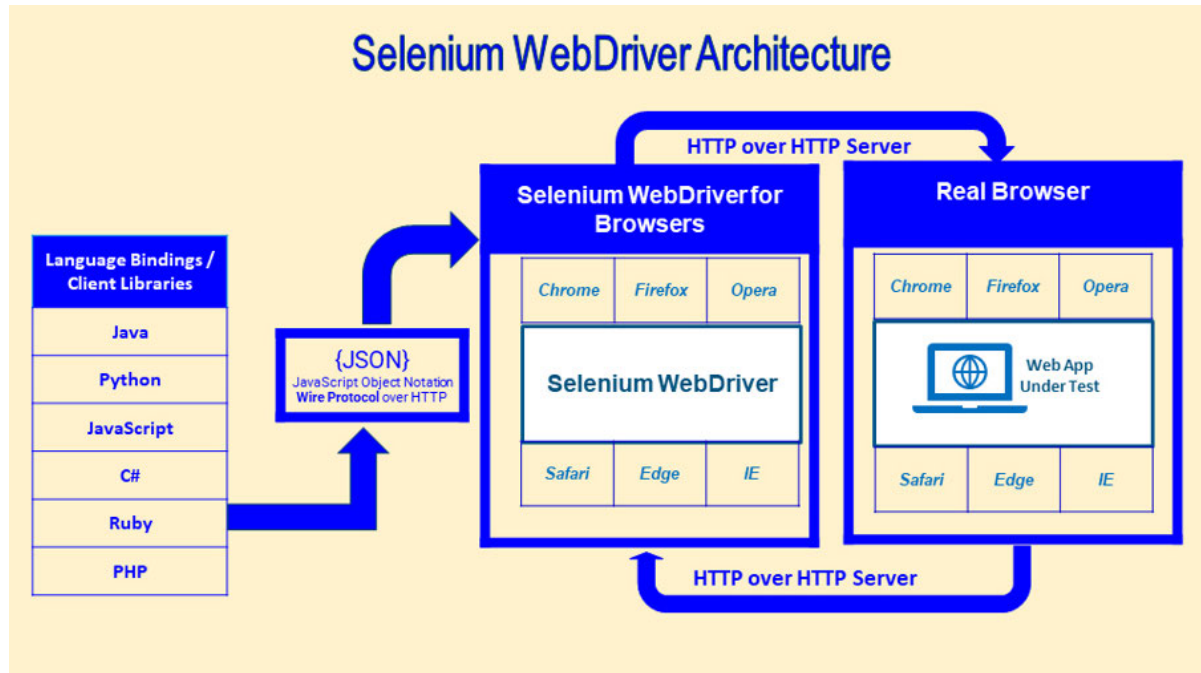 Selenium WebDriver Architecture
HTTP over HTTP Server
Language Bindings /
Client Libraries
Java
Python
JavaScript
C#
Ruby
PHP
{JSON}
JavaScript Object Notation
Wire Protocol over HTTP
Selenium WebDriver for
Browsers
Chrome Firefox Opera
Selenium WebDriver
Safari Edge IE
Real Browser
Chrome Firefox Opera
Web App
Under Test
Safari Edge IE
HTTP over HTTP Server